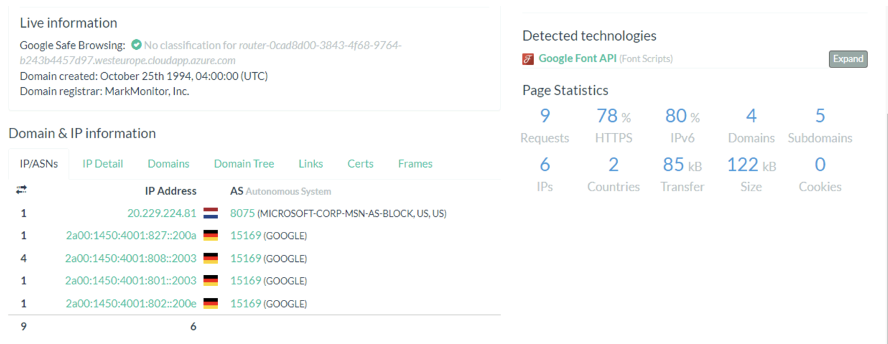 Live information
Google Safe Browsing: No classification for router-0cad8d00-3843-4f68-9764-
b243b4457d97.westeurope.cloudapp.azure.com
Domain created: October 25th 1994, 04:00:00 (UTC)
Domain registrar: MarkMonitor, Inc.
Domain & IP information
IP/ASNs IP Detail Domains Domain Tree Links Certs Frames
IP Address AS Autonomous System
1 20.229.224.81 8075 (MICROSOFT-CORP-MSN-AS-BLOCK, US, US)
1 2a00:1450:4001:827::200a 15169 (GOOGLE)
4 2a00:1450:4001:808::2003 15169 (GOOGLE)
1 2a00:1450:4001:801::2003 15169 (GOOGLE)
1 2a00:1450:4001:802::200e 15169 (GOOGLE)
9 6
Detected technologies
Google Font API (Font Scripts) Expand
Page Statistics
9 78 % 80 % 4 5
Requests HTTPS IPv6 Domains Subdomains
6 2 85 kB 122 kB 0
IPs Countries Transfer Size Cookies